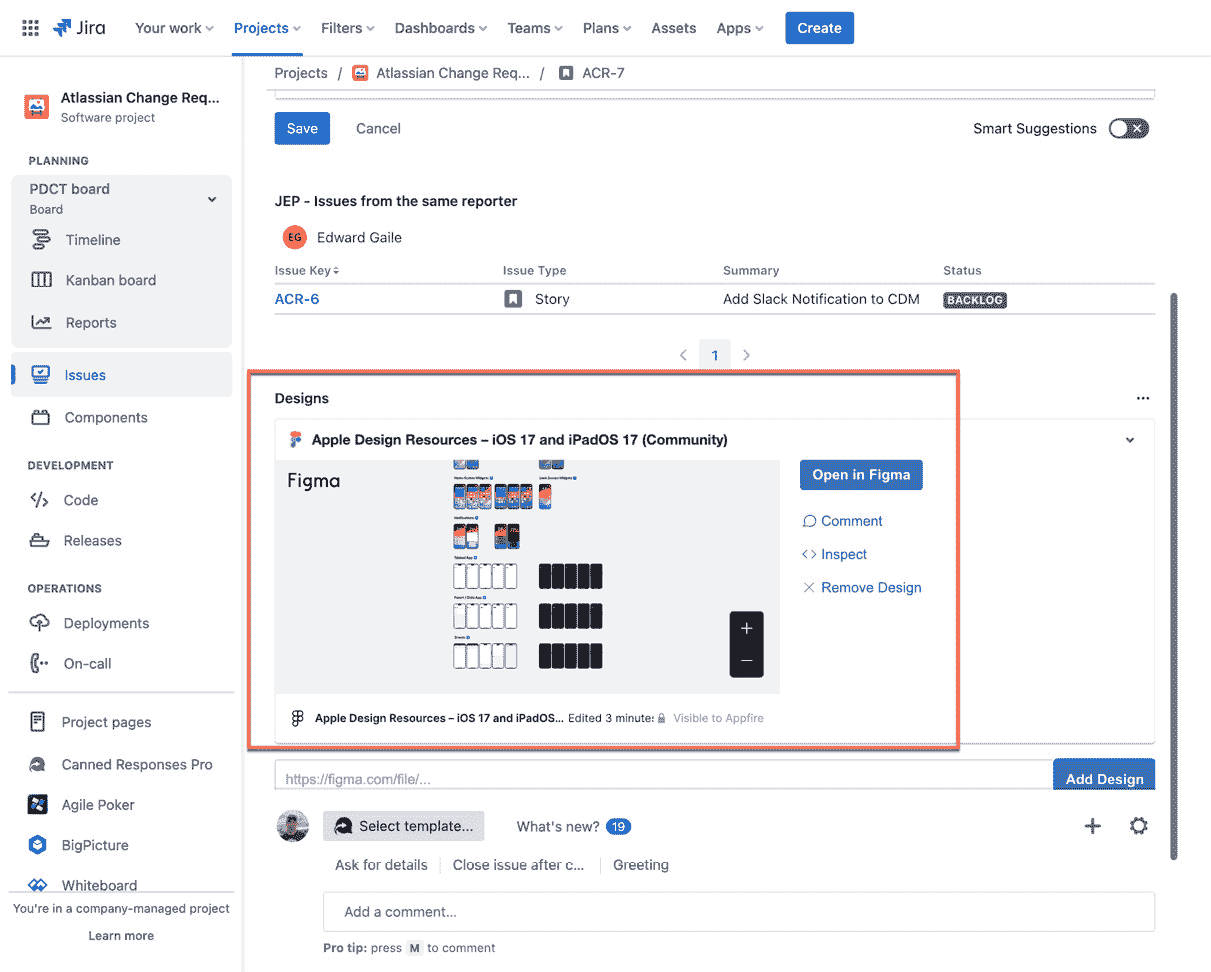 Jira Your work Projects Filters Dashboards Teams Plans Assets Apps Create
Atlassian Change Req...
Software project
PLANNING
PDCT board
Board
Timeline
Kanban board
Reports
Issues
Components
DEVELOPMENT
Code
Releases
OPERATIONS
Deployments
On-call
Project pages
Canned Responses Pro
Agile Poker
BigPicture
Whiteboard
You're in a company-managed project
Learn more
Projects / Atlassian Change Req... / ACR-7
Save Cancel Smart Suggestions
JEP - Issues from the same reporter
EG Edward Gaile
Issue Key Issue Type Summary Status
ACR-6 Story Add Slack Notification to CDM BACKLOG
1
Designs
Apple Design Resources – iOS 17 and iPadOS 17 (Community)
Figma
Notifications
Open in Figma
Comment
Inspect
Remove Design
Apple Design Resources – iOS 17 and iPadOS... Edited 3 minute Visible to Appfire
https://figma.com/file/... Add Design
Select template... What's new? 19
Ask for details Close issue after c... Greeting
Add a comment...
Pro tip: press M to comment